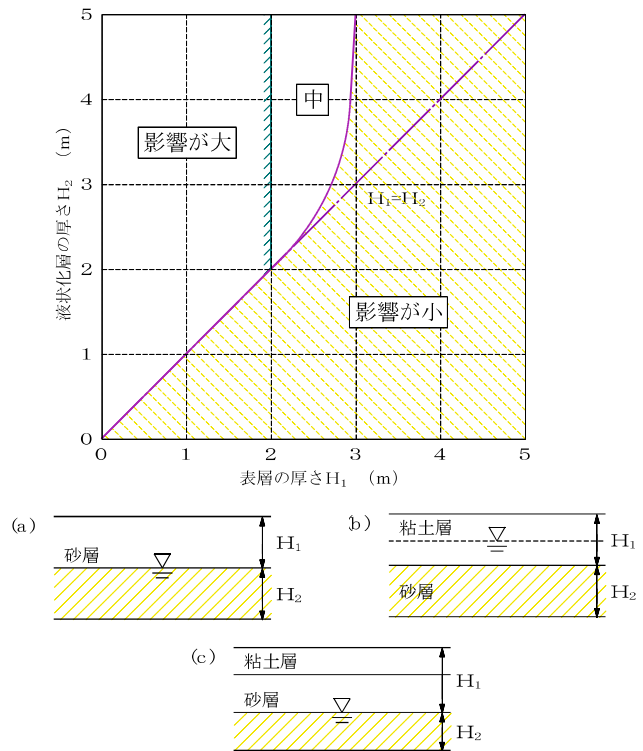 5
4
3
2
1
0
液状化層の厚さH₂ (m)
影響が大
中
H₁=H₂
影響が小
0 1 2 3 4 5
表層の厚さH₁ (m)
(a)
砂層
H₁
H₂
b)
粘土層
砂層
H₁
H₂
(c)
粘土層
砂層
H₁
H₂